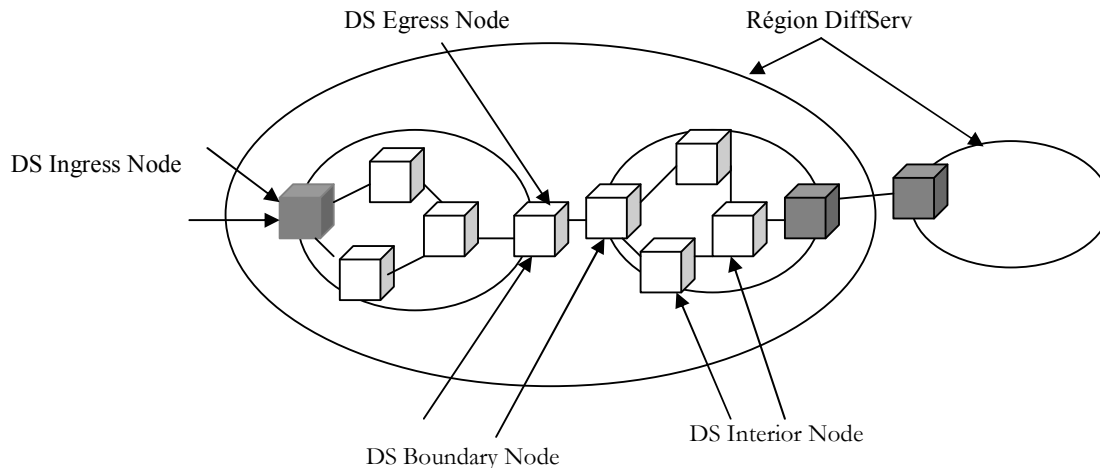 DS Egress Node
Région DiffServ
DS Ingress Node
DS Interior Node
DS Boundary Node